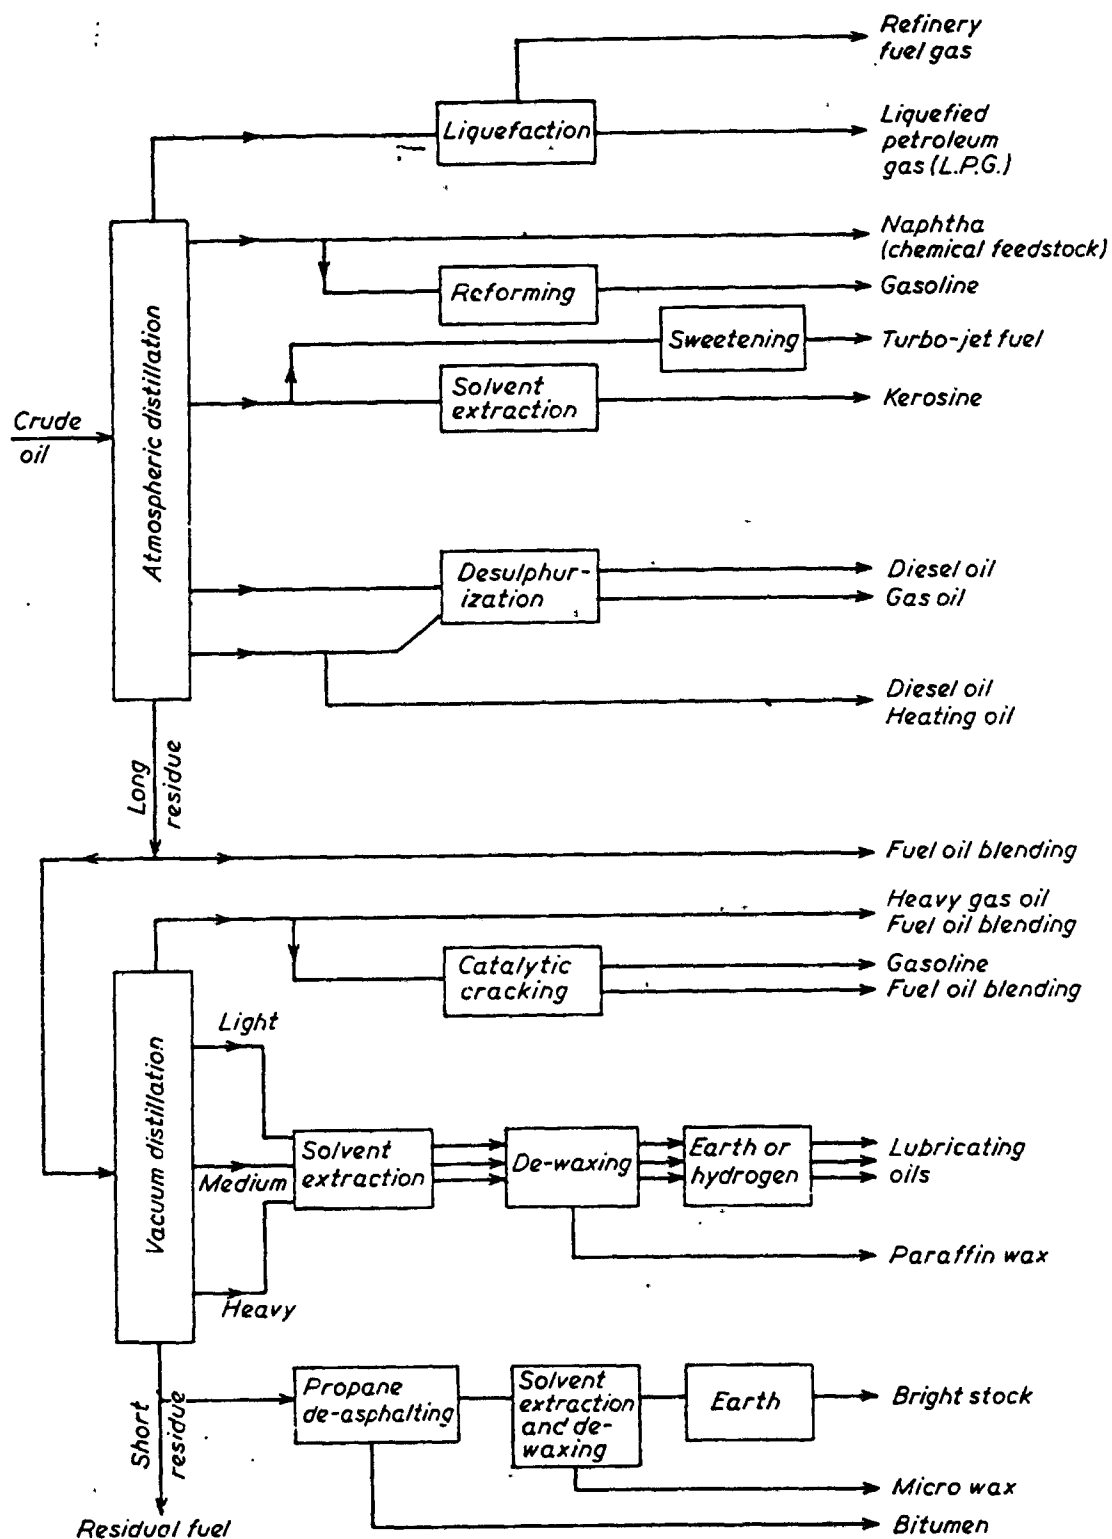 Refinery
fuel gas
Liquefaction
Liquefied
petroleum
gas (L.P.G.)
Naphtha
(chemical feedstock)
Reforming
Gasoline
Sweetening
Turbo-jet fuel
Solvent
extraction
Kerosine
Crude
oil
Atmospheric distillation
Desulphur-
ization
Diesel oil
Gas oil
Diesel oil
Heating oil
Long
residue
Fuel oil blending
Heavy gas oil
Fuel oil blending
Catalytic
cracking
Gasoline
Fuel oil blending
Vacuum distillation
Light
Medium
Heavy
Solvent
extraction
De-waxing
Earth or
hydrogen
Lubricating
oils
Paraffin wax
Short
residue
Propane
de-asphalting
Solvent
extraction
and de-
waxing
Earth
Bright stock
Micro wax
Bitumen
Residual fuel